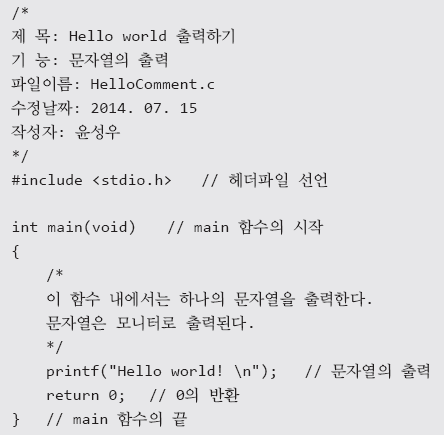 /*
제 목: Hello world 출력하기
기 능: 문자열의 출력
파일이름: HelloComment.c
수정날짜: 2014. 07. 15
작성자: 윤성우
*/
#include <stdio.h>   // 헤더파일 선언
int main(void)   // main 함수의 시작
{
    /*
    이 함수 내에서는 하나의 문자열을 출력한다.
    문자열은 모니터로 출력된다.
    */
    printf("Hello world! \n");   // 문자열의 출력
    return 0;   // 0의 반환
}   // main 함수의 끝